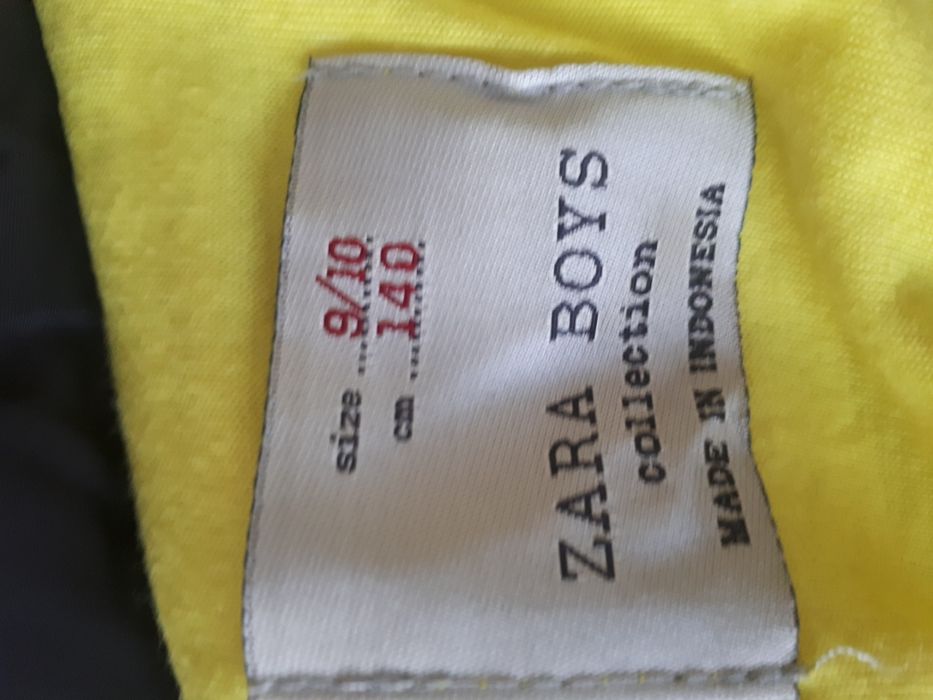 size ....9/10.
cm ....140.
ZARA BOYS
collection
MADE IN INDONESIA